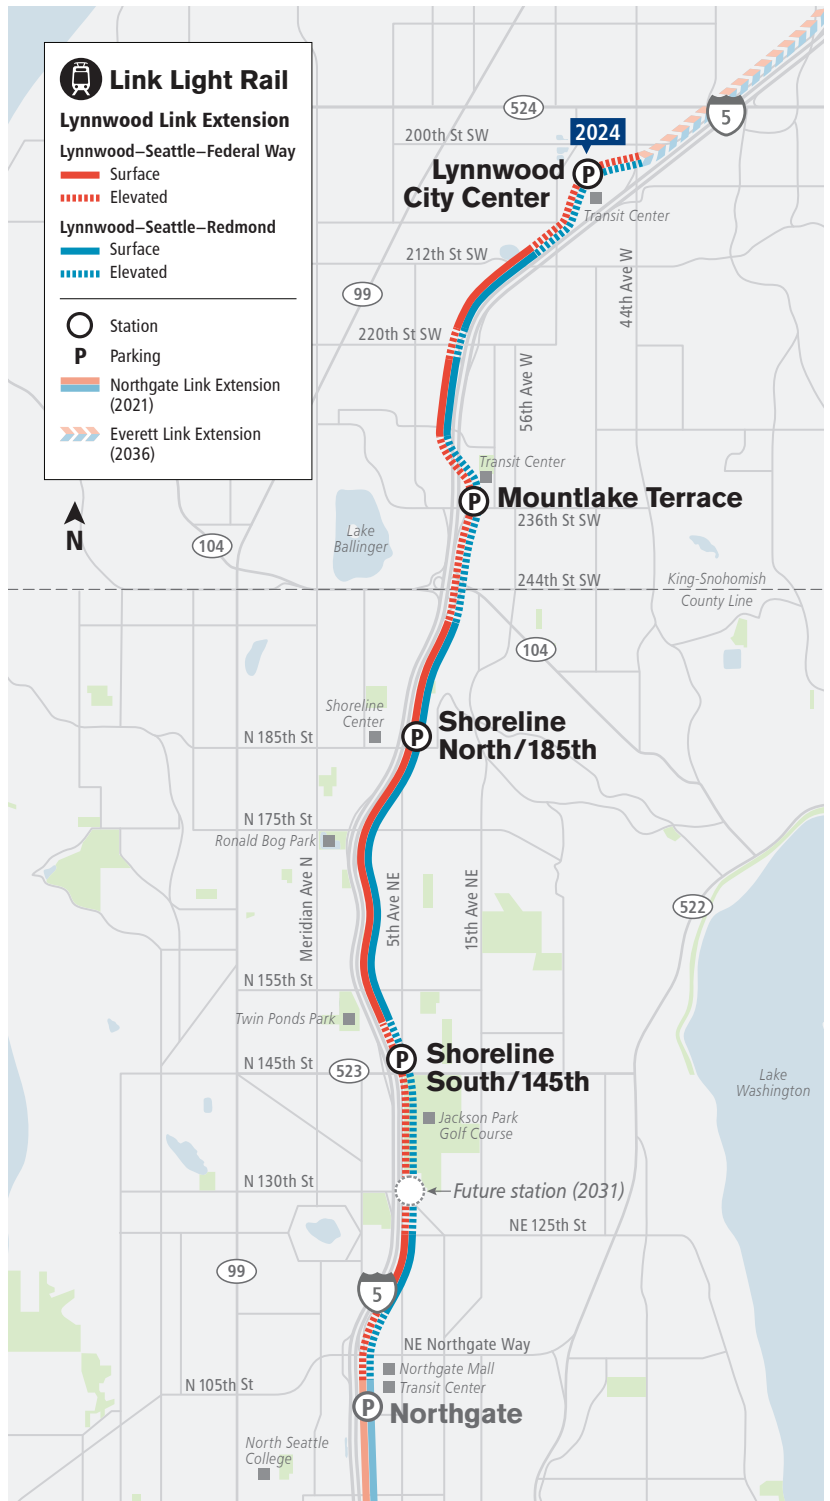 Link Light Rail
Lynnwood Link Extension
Lynnwood–Seattle–Federal Way
Surface
Elevated
Lynnwood–Seattle–Redmond
Surface
Elevated
Station
P
Parking
Northgate Link Extension
(2021)
Everett Link Extension
(2036)
N
5
524
2024
200th St SW
P
Lynnwood
City Center
Transit Center
212th St SW
44th Ave W
99
220th St SW
56th Ave W
Transit Center
P
Mountlake Terrace
236th St SW
Lake
Ballinger
104
244th St SW
King-Snohomish
County Line
104
Shoreline
Center
N 185th St
P
Shoreline
North/185th
N 175th St
Ronald Bog Park
Meridian Ave N
5th Ave NE
15th Ave NE
522
N 155th St
Twin Ponds Park
N 145th St
523
P
Shoreline
South/145th
Lake
Washington
Jackson Park
Golf Course
N 130th St
Future station (2031)
NE 125th St
99
5
NE Northgate Way
Northgate Mall
Transit Center
N 105th St
P
Northgate
North Seattle
College